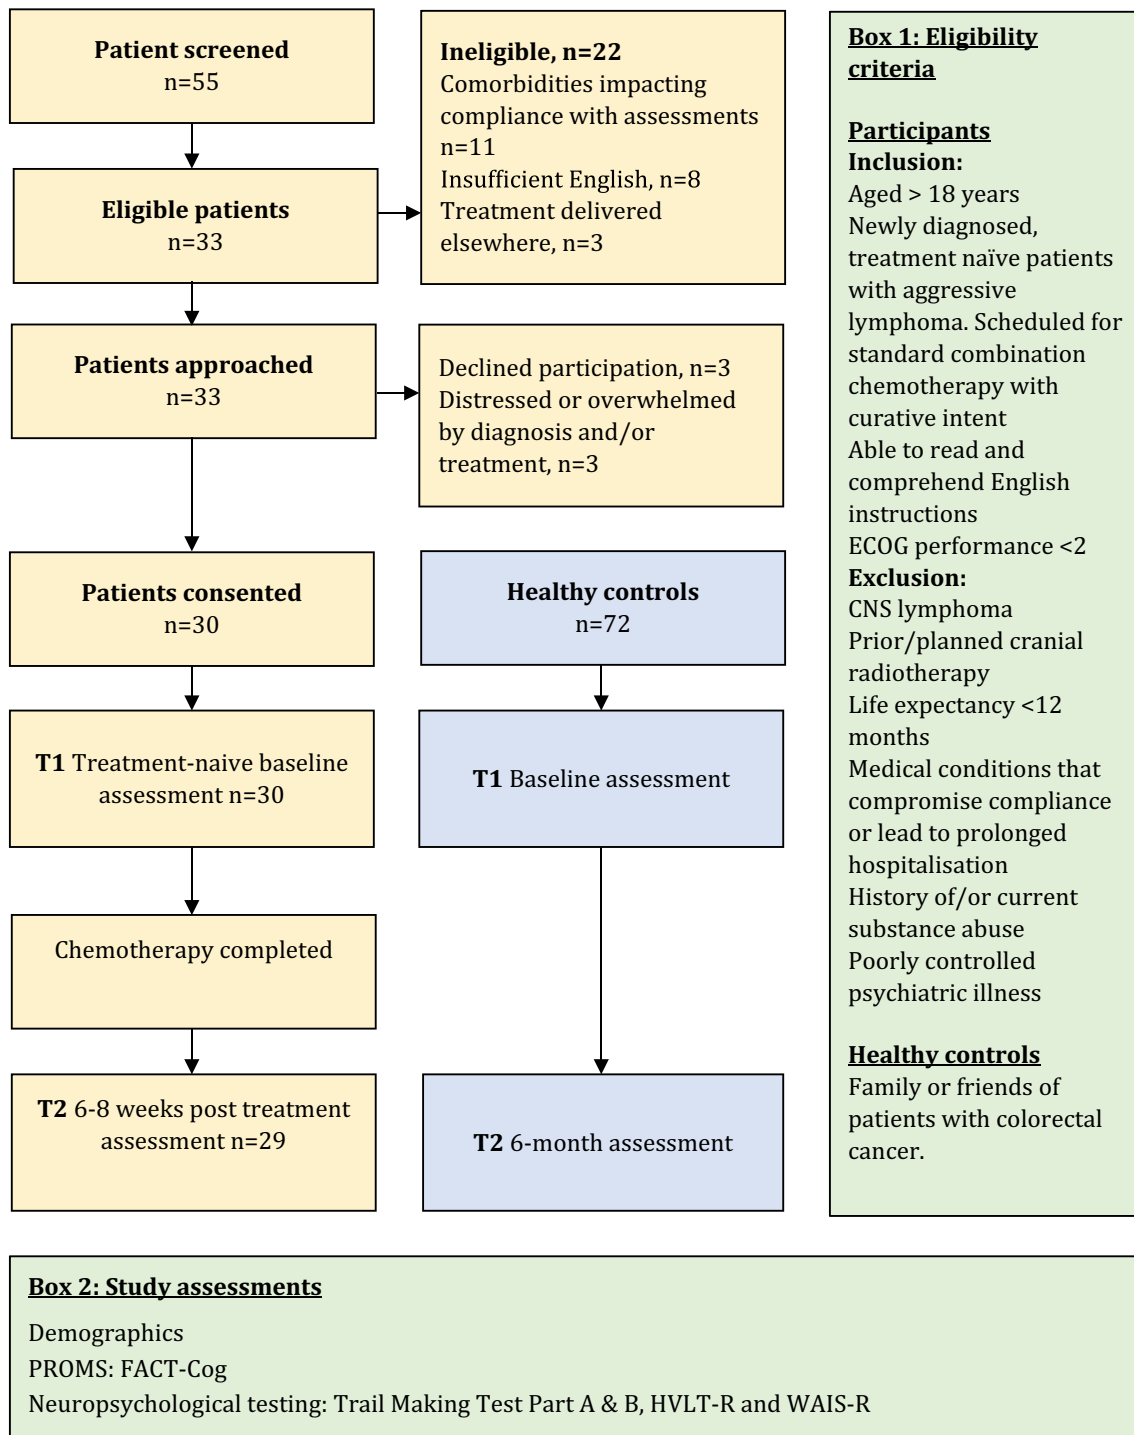 Patient screened
n=55
Ineligible, n=22
Comorbidities impacting
compliance with assessments
n=11
Insufficient English, n=8
Treatment delivered
elsewhere, n=3
Eligible patients
n=33
Patients approached
n=33
Declined participation, n=3
Distressed or overwhelmed
by diagnosis and/or
treatment, n=3
Patients consented
n=30
Healthy controls
n=72
T1 Treatment-naive baseline
assessment n=30
T1 Baseline assessment
Chemotherapy completed
T2 6-8 weeks post treatment
assessment n=29
T2 6-month assessment
Box 1: Eligibility
criteria
Participants
Inclusion:
Aged > 18 years
Newly diagnosed,
treatment naïve patients
with aggressive
lymphoma. Scheduled for
standard combination
chemotherapy with
curative intent
Able to read and
comprehend English
instructions
ECOG performance <2
Exclusion:
CNS lymphoma
Prior/planned cranial
radiotherapy
Life expectancy <12
months
Medical conditions that
compromise compliance
or lead to prolonged
hospitalisation
History of/or current
substance abuse
Poorly controlled
psychiatric illness
Healthy controls
Family or friends of
patients with colorectal
cancer.
Box 2: Study assessments
Demographics
PROMS: FACT-Cog
Neuropsychological testing: Trail Making Test Part A & B, HVLT-R and WAIS-R